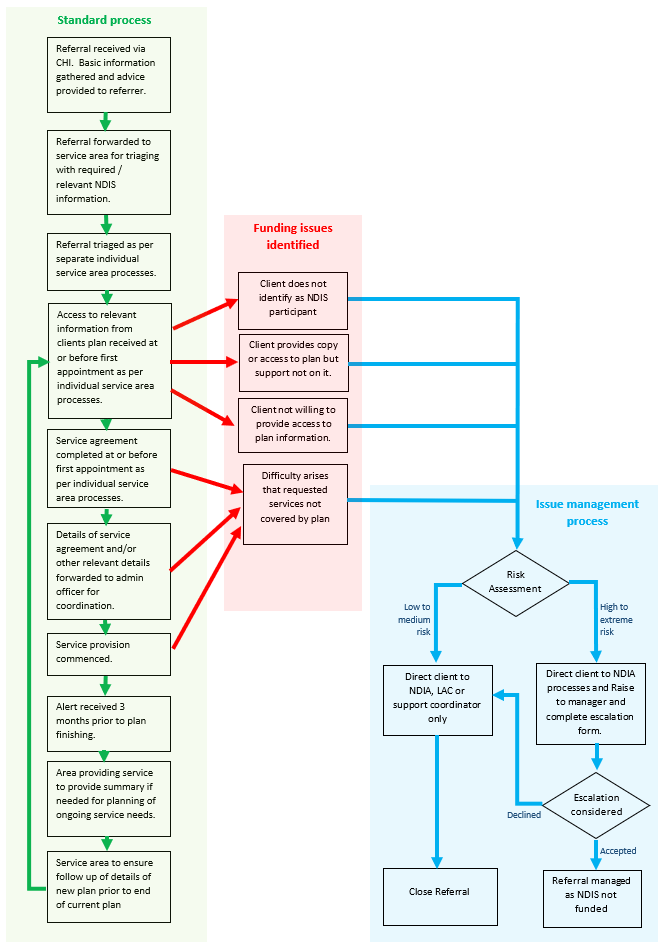 Standard process
Referral received via
CHI.  Basic information
gathered and advice
provided to referrer.
Referral forwarded to
service area for triaging
with required /
relevant NDIS
information.
Referral triaged as per
separate individual
service area processes.
Access to relevant
information from
clients plan received at
or before first
appointment as per
individual service area
processes.
Service agreement
completed at or before
first appointment as
per individual service
area processes.
Details of service
agreement and/or
other relevant details
forwarded to admin
officer for
coordination.
Service provision
commenced.
Alert received 3
months prior to plan
finishing.
Area providing service
to provide summary if
needed for planning of
ongoing service needs.
Service area to ensure
follow up of details of
new plan prior to end
of current plan
Funding issues
identified
Client does not
identify as NDIS
participant
Client provides copy
or access to plan but
support not on it.
Client not willing to
provide access to
plan information.
Difficulty arises
that requested
services not
covered by plan
Issue management
process
Risk
Assessment
Low to
medium
risk
High to
extreme
risk
Direct client to
NDIA, LAC or
support coordinator
only
Direct client to NDIA
processes and Raise
to manager and
complete escalation
form.
Escalation
considered
Declined
Accepted
Close Referral
Referral managed
as NDIS not
funded